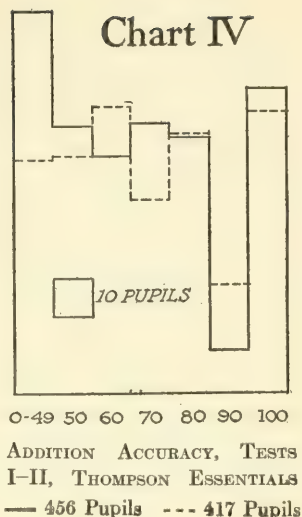 Chart IV
10 PUPILS
0-49 50 60 70 80 90 100
ADDITION ACCURACY, TESTS
I–II, THOMPSON ESSENTIALS
— 456 Pupils - - - 417 Pupils